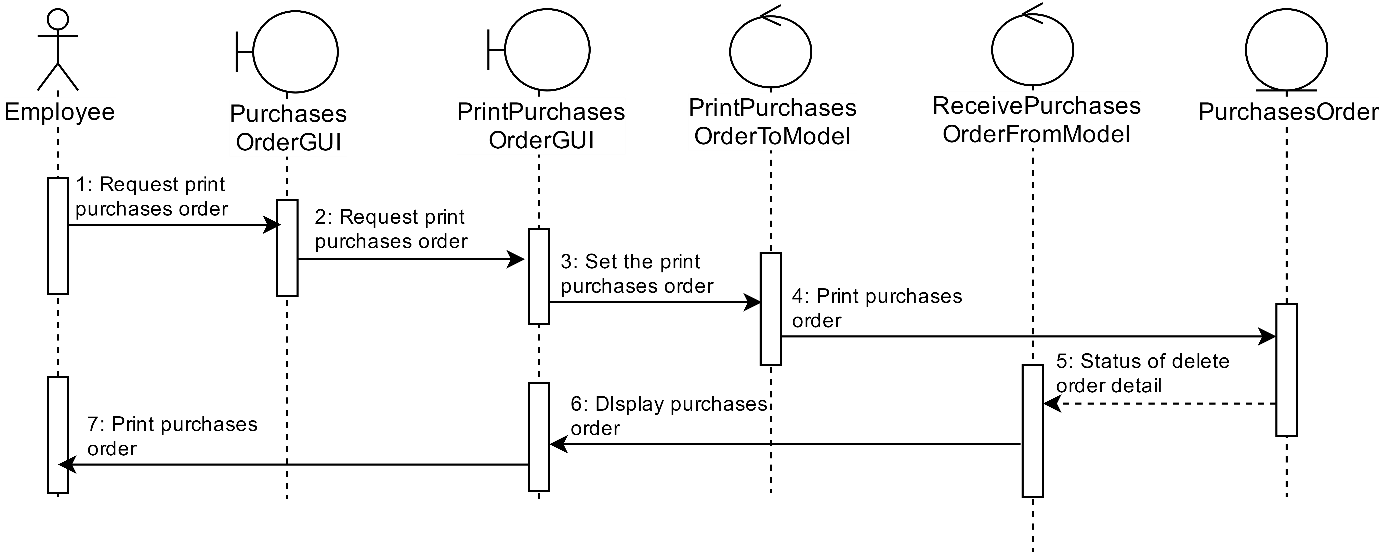 Employee
Purchases
OrderGUI
PrintPurchases
OrderGUI
PrintPurchases
OrderToModel
ReceivePurchases
OrderFromModel
PurchasesOrder
1: Request print
purchases order
2: Request print
purchases order
3: Set the print
purchases order
4: Print purchases
order
5: Status of delete
order detail
6: DIsplay purchases
order
7: Print purchases
order